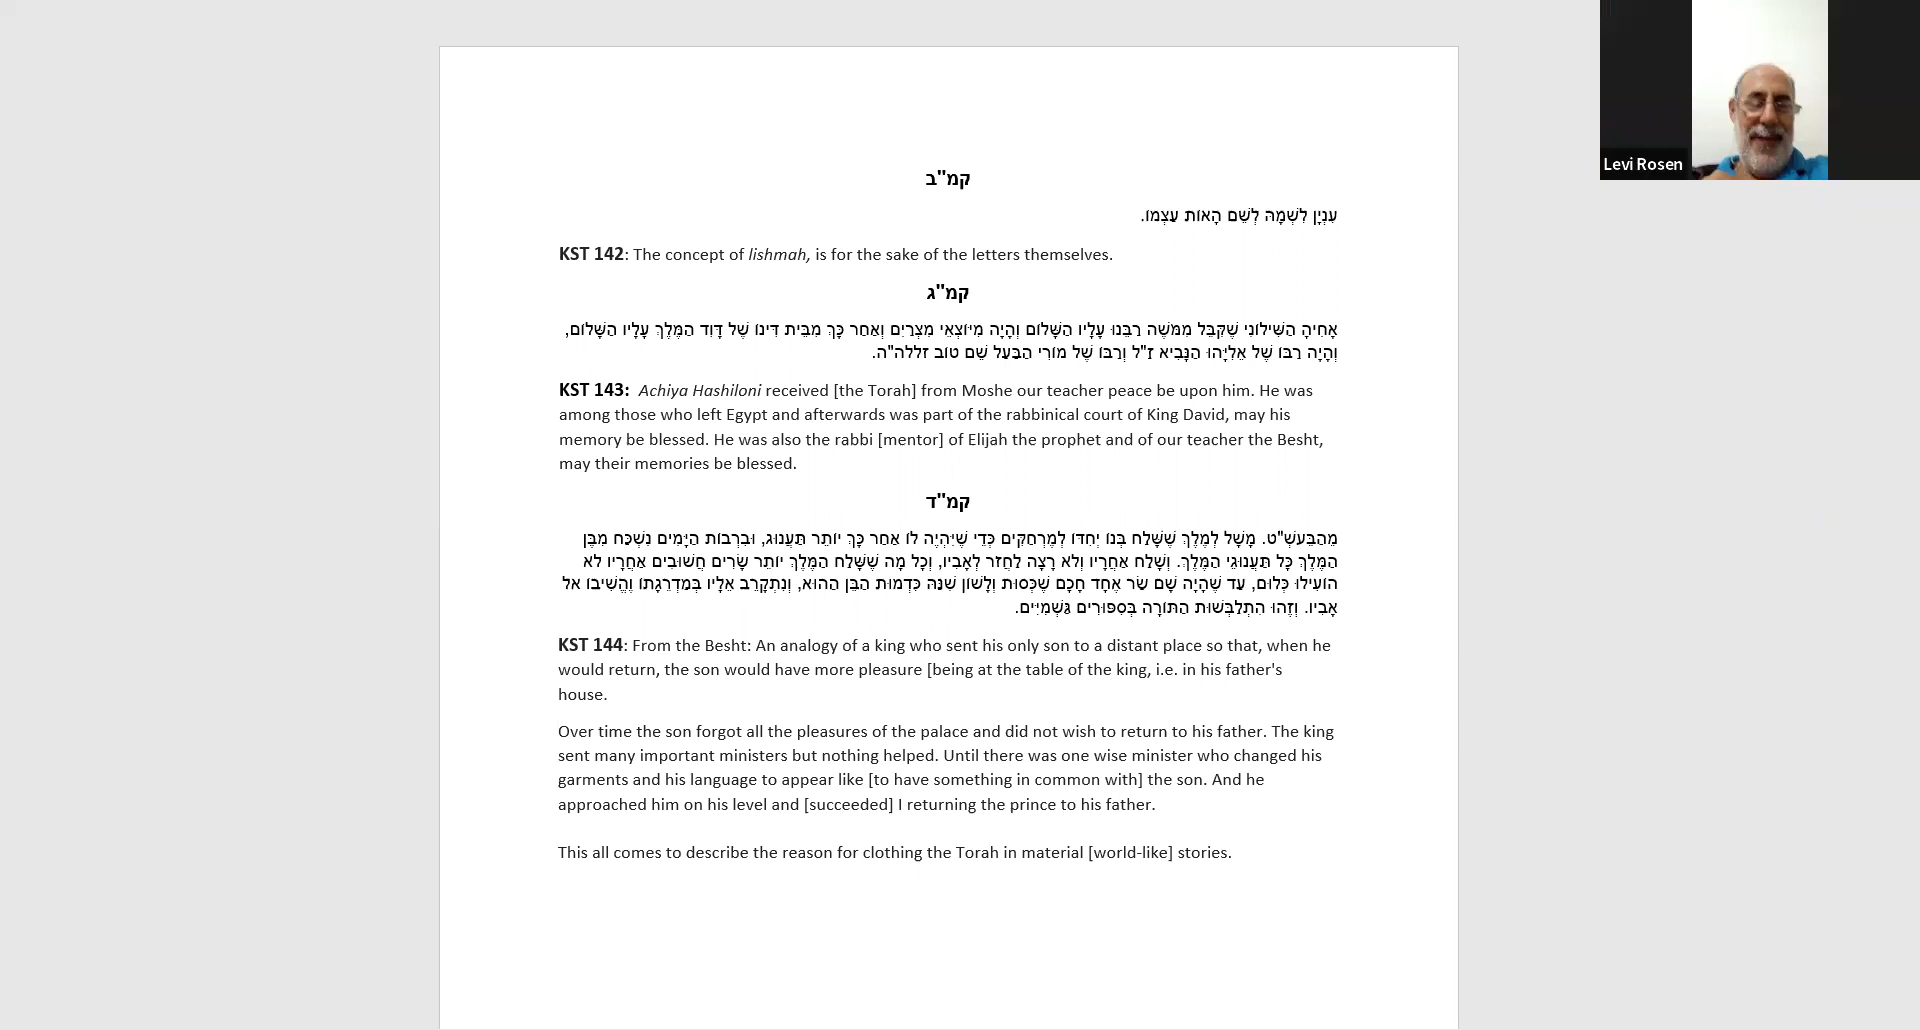 קמ"ב
עִנְיָן לִשְׁמָהּ לְשֵׁם הָאוֹת עַצְמוֹ.
KST 142: The concept of lishmah, is for the sake of the letters themselves.
קמ"ג
אֲחִיהָ הַשִּׁילוֹנִי שֶׁקִּבֵּל מִמֹּשֶׁה רַבֵּנוּ עָלָיו הַשָּׁלוֹם וְהָיָה מִיּוֹצְאֵי מִצְרַיִם וְאַחַר כָּךְ מִבֵּית דִּינוֹ שֶׁל דָּוִד הַמֶּלֶךְ עָלָיו הַשָּׁלוֹם,
וְהָיָה רַבּוֹ שֶׁל אֵלִיָּהוּ הַנָּבִיא ז"ל וְרַבּוֹ שֶׁל מוֹרִי הַבַּעַל שֵׁם טוֹב זללה"ה.
KST 143: Achiya Hashiloni received [the Torah] from Moshe our teacher peace be upon him. He was
among those who left Egypt and afterwards was part of the rabbinical court of King David, may his
memory be blessed. He was also the rabbi [mentor] of Elijah the prophet and of our teacher the Besht,
may their memories be blessed.
קמ"ד
מֵהַבֵּעשְׁ"ט. מָשָׁל לְמֶלֶךְ שֶׁשָּׁלַח בְּנוֹ יְחִדוֹ לְמֶרְחַקִּים כְּדֵי שֶׁיִּהְיֶה לוֹ אַחַר כָּךְ יוֹתֵר תַּעֲנוּג, וּבִרְבוֹת הַיָּמִים נִשְׁכַּח מִבֶּן
הַמֶּלֶךְ כָּל תַּעֲנוּגֵי הַמֶּלֶךְ. וְשָׁלַח אַחֲרָיו וְלֹא רָצָה לַחֲזֹר לְאָבִיו, וְכָל מָה שֶׁשָּׁלַח הַמֶּלֶךְ יוֹתֵר שָׂרִים חֲשׁוּבִים אַחֲרָיו לֹא
הוֹעִילוּ כְּלוּם, עַד שֶׁהָיָה שָׁם שַׂר אֶחָד חָכָם שֶׁכְּסוּת וְלָשׁוֹן שִׁנָּה כִּדְמוּת הַבֵּן הַהוּא, וְנִתְקָרַב אֵלָיו בְּמַדְרֵגָתוֹ וֶהֱשִׁיבוֹ אל
אָבִיו. וְזֶהוּ הִתְלַבְּשׁוּת הַתּוֹרָה בְּסִפּוּרִים גַּשְׁמִיִּים.
KST 144: From the Besht: An analogy of a king who sent his only son to a distant place so that, when he
would return, the son would have more pleasure [being at the table of the king, i.e. in his father's
house.
Over time the son forgot all the pleasures of the palace and did not wish to return to his father. The king
sent many important ministers but nothing helped. Until there was one wise minister who changed his
garments and his language to appear like [to have something in common with] the son. And he
approached him on his level and [succeeded] I returning the prince to his father.
This all comes to describe the reason for clothing the Torah in material [world-like] stories.
Levi Rosen